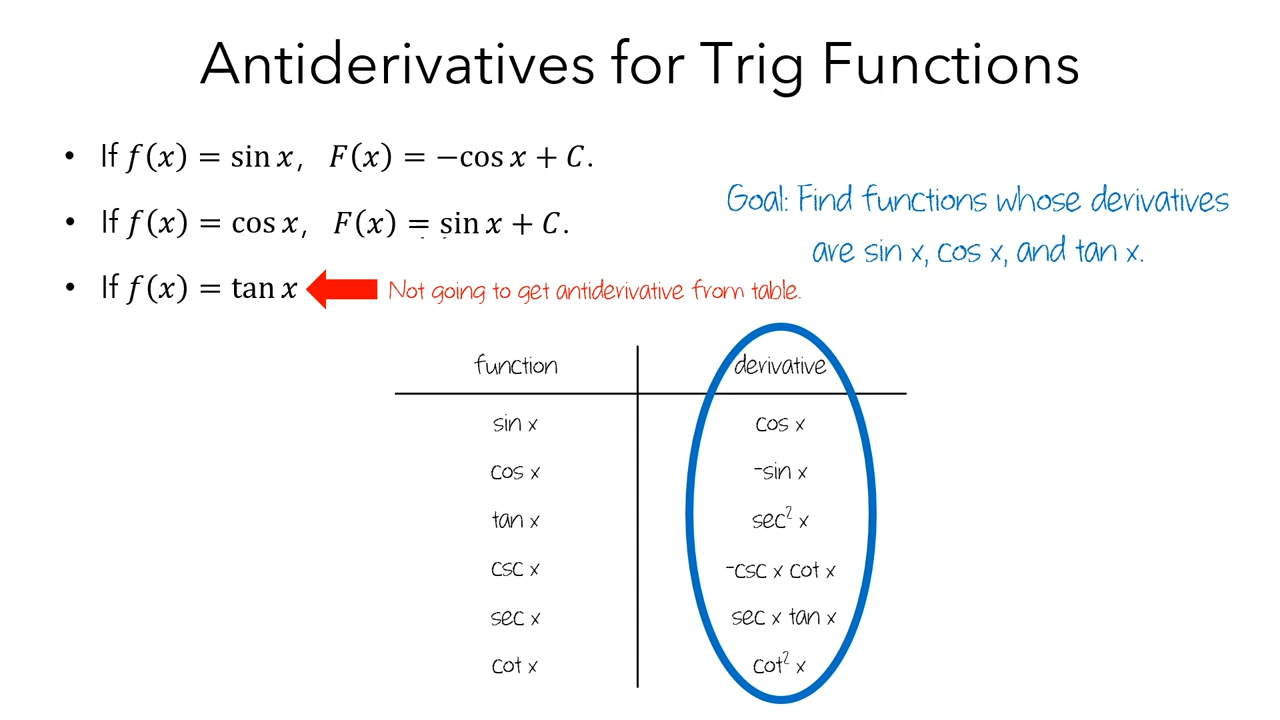 Antiderivatives for Trig Functions
• If f(x) = sin x, F(x) = −cos x + C.
• If f(x) = cos x, F(x) = sin x + C.
Goal: Find functions whose derivatives
are sin x, cos x, and tan x.
• If f(x) = tan x
Not going to get antiderivative from table.
function derivative
sin x cos x
cos x -sin x
tan x sec² x
csc x -csc x cot x
sec x sec x tan x
cot x cot² x